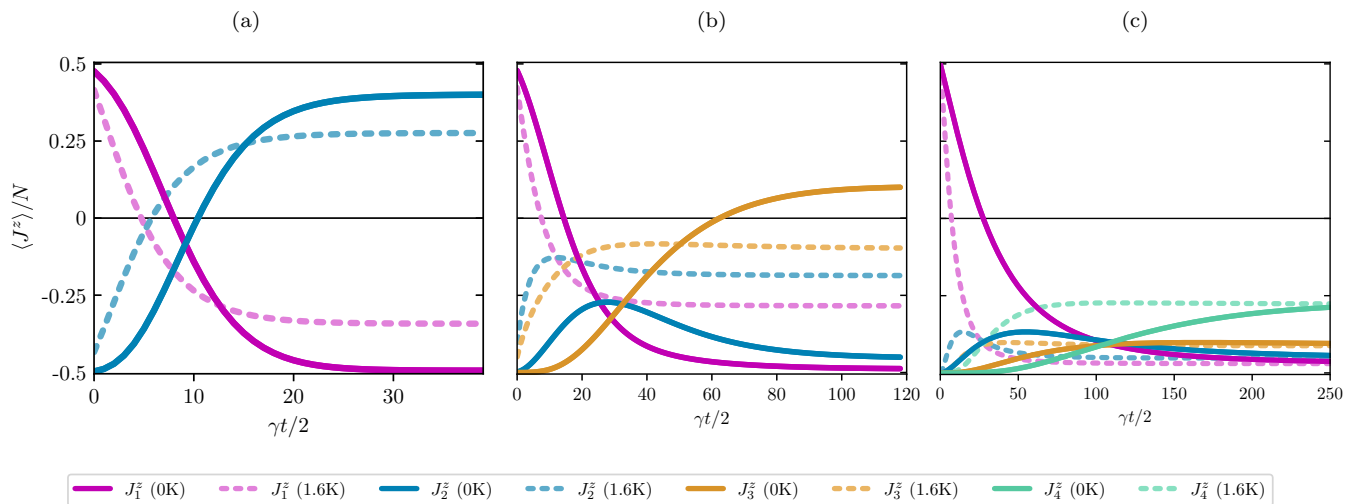 (a) (b) (c)
⟨J^z⟩/N
0.5
0.25
0
-0.25
-0.5
0 10 20 30
γt/2
0 20 40 60 80 100 120
γt/2
0 50 100 150 200 250
γt/2
J_1^z (0K) J_1^z (1.6K) J_2^z (0K) J_2^z (1.6K) J_3^z (0K) J_3^z (1.6K) J_4^z (0K) J_4^z (1.6K)